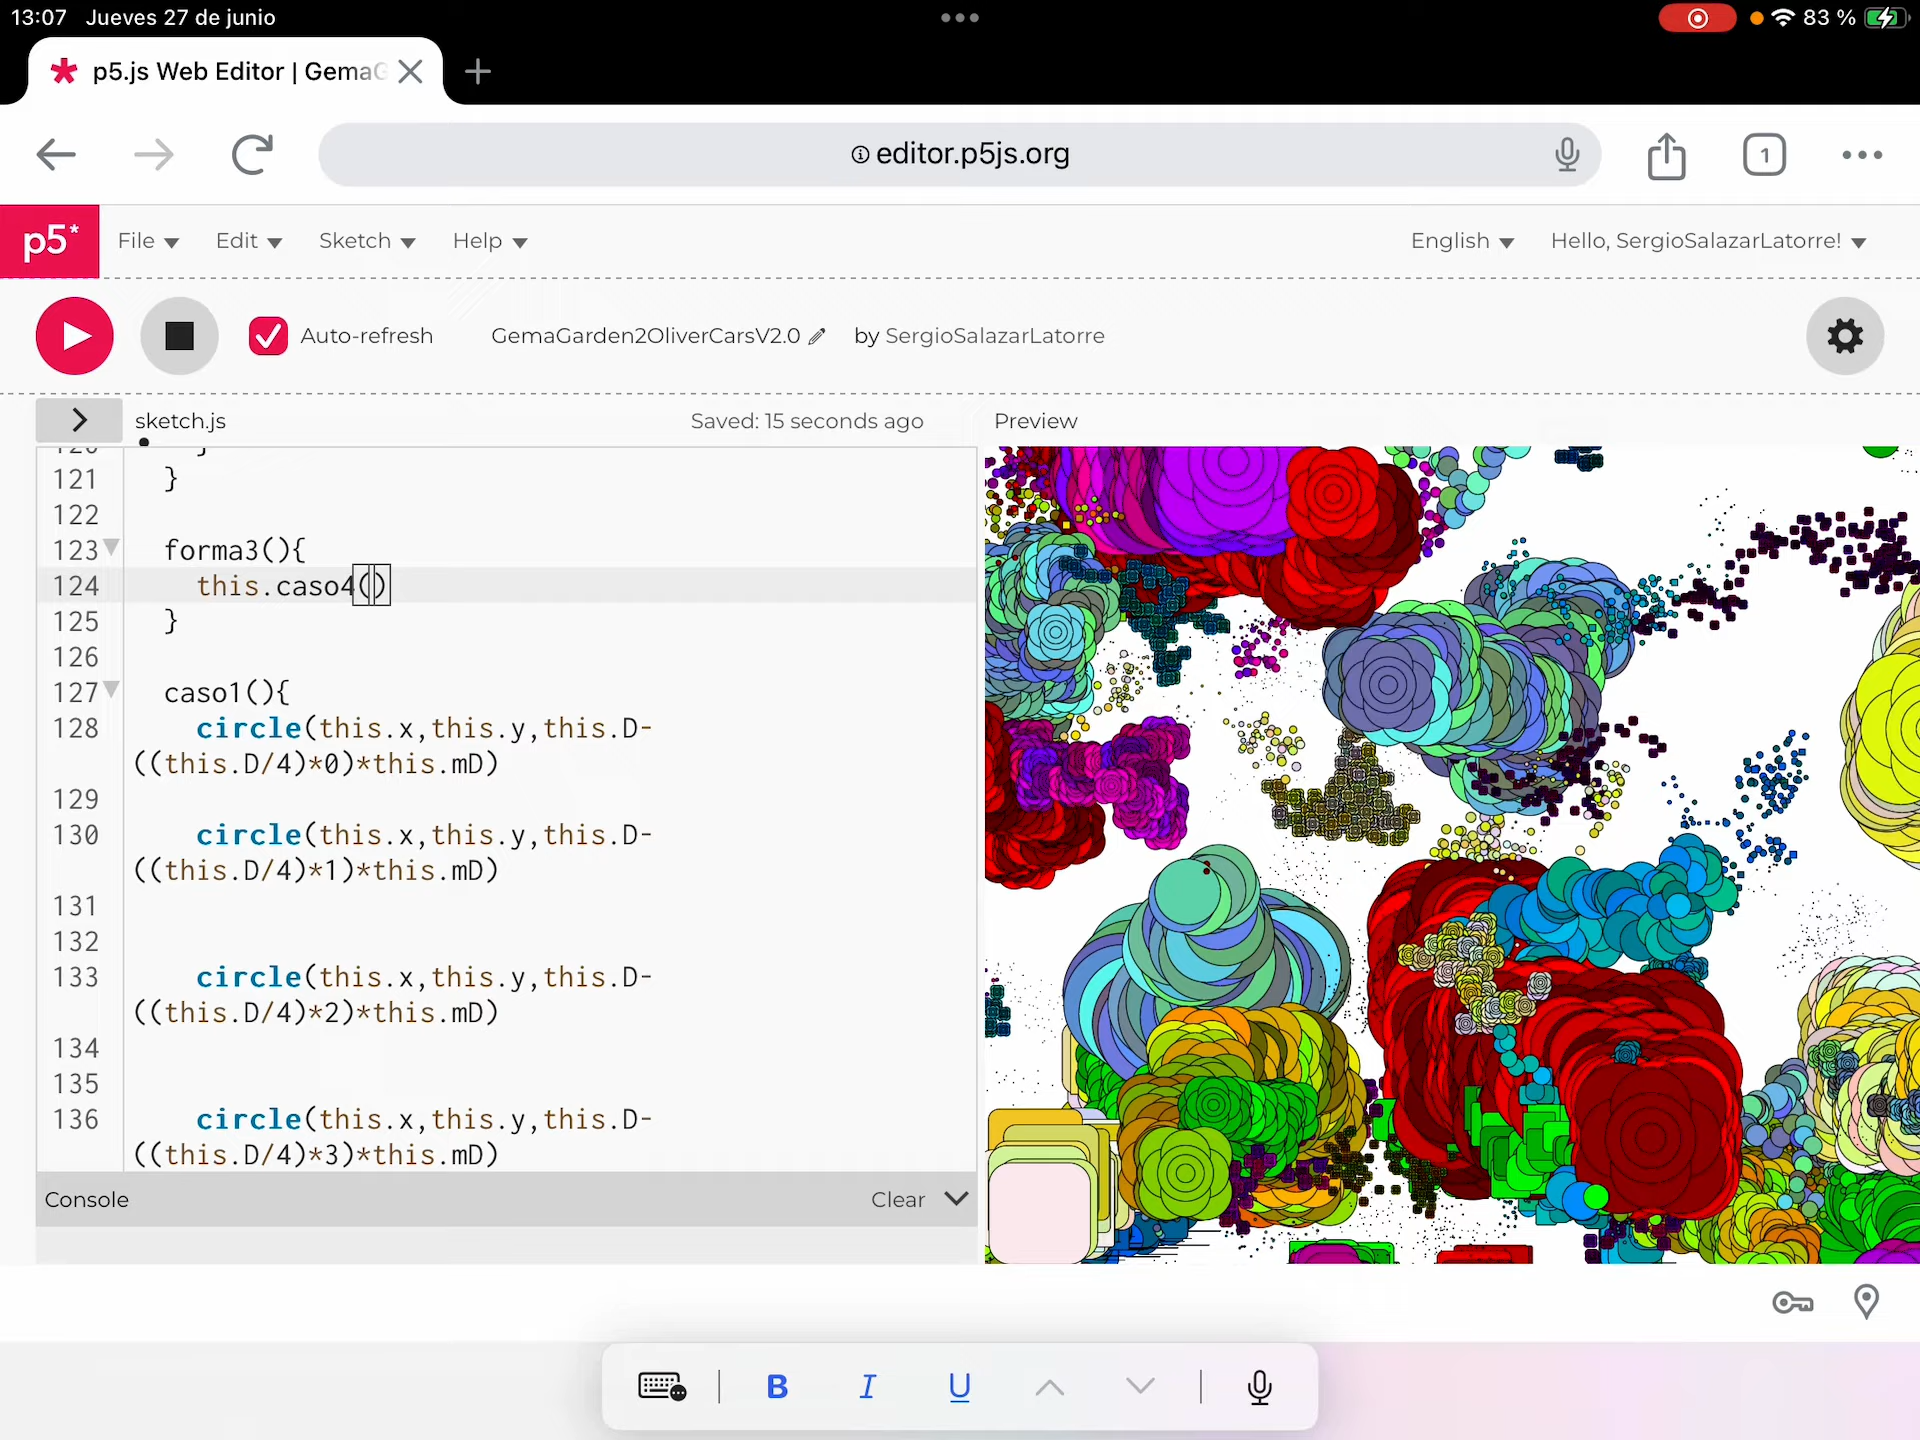 13:07 Jueves 27 de junio
83 %
p5.js Web Editor | GemaG
editor.p5js.org
1
p5*
File
Edit
Sketch
Help
English
Hello, SergioSalazarLatorre!
Auto-refresh
GemaGarden2OliverCarsV2.0
by SergioSalazarLatorre
sketch.js
Saved: 15 seconds ago
Preview
120 }
121 }
122
123 forma3(){
124 this.caso4()
125 }
126
127 caso1(){
128 circle(this.x,this.y,this.D-
((this.D/4)*0)*this.mD)
129
130 circle(this.x,this.y,this.D-
((this.D/4)*1)*this.mD)
131
132
133 circle(this.x,this.y,this.D-
((this.D/4)*2)*this.mD)
134
135
136 circle(this.x,this.y,this.D-
((this.D/4)*3)*this.mD)
Console
Clear
B I U